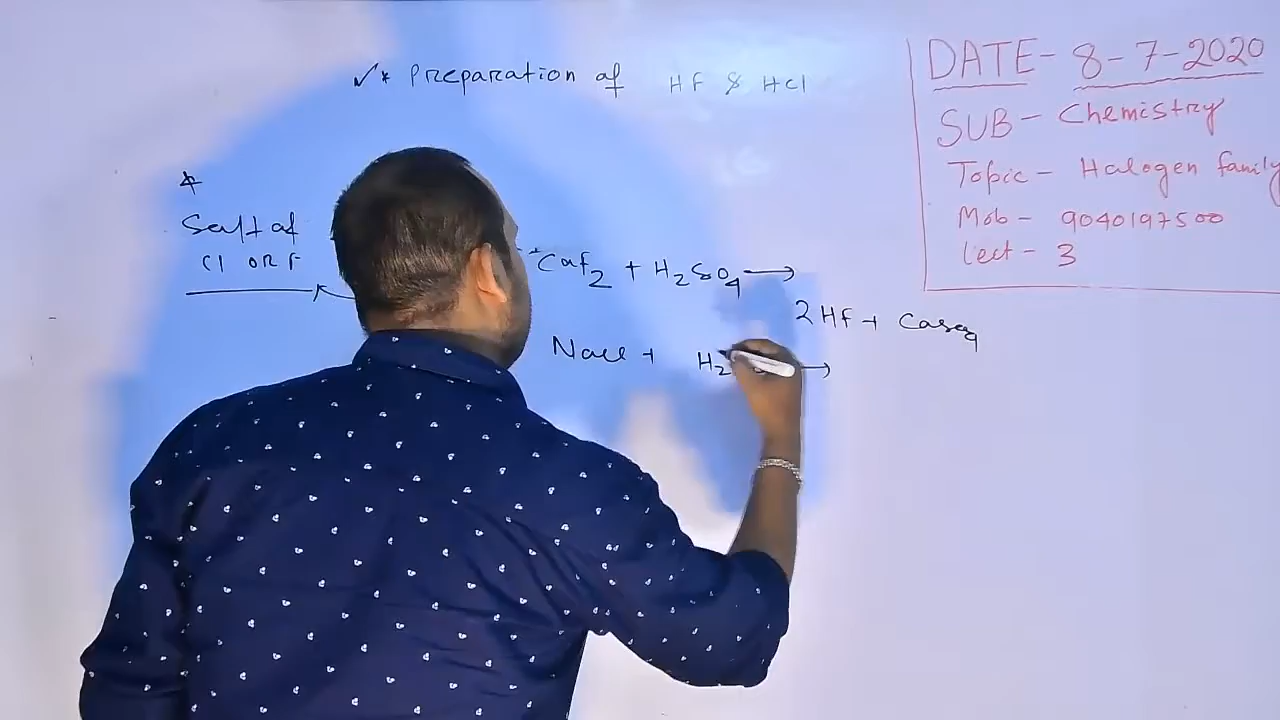 ✓* Preparation of HF & HCl
DATE - 8-7-2020
SUB - Chemistry
Topic - Halogen family
Mob - 9040197500
Lect - 3
*
Salt of
Cl OR F
CaF2 + H2SO4 →
2HF + CaSO4
NaCl + H2 →